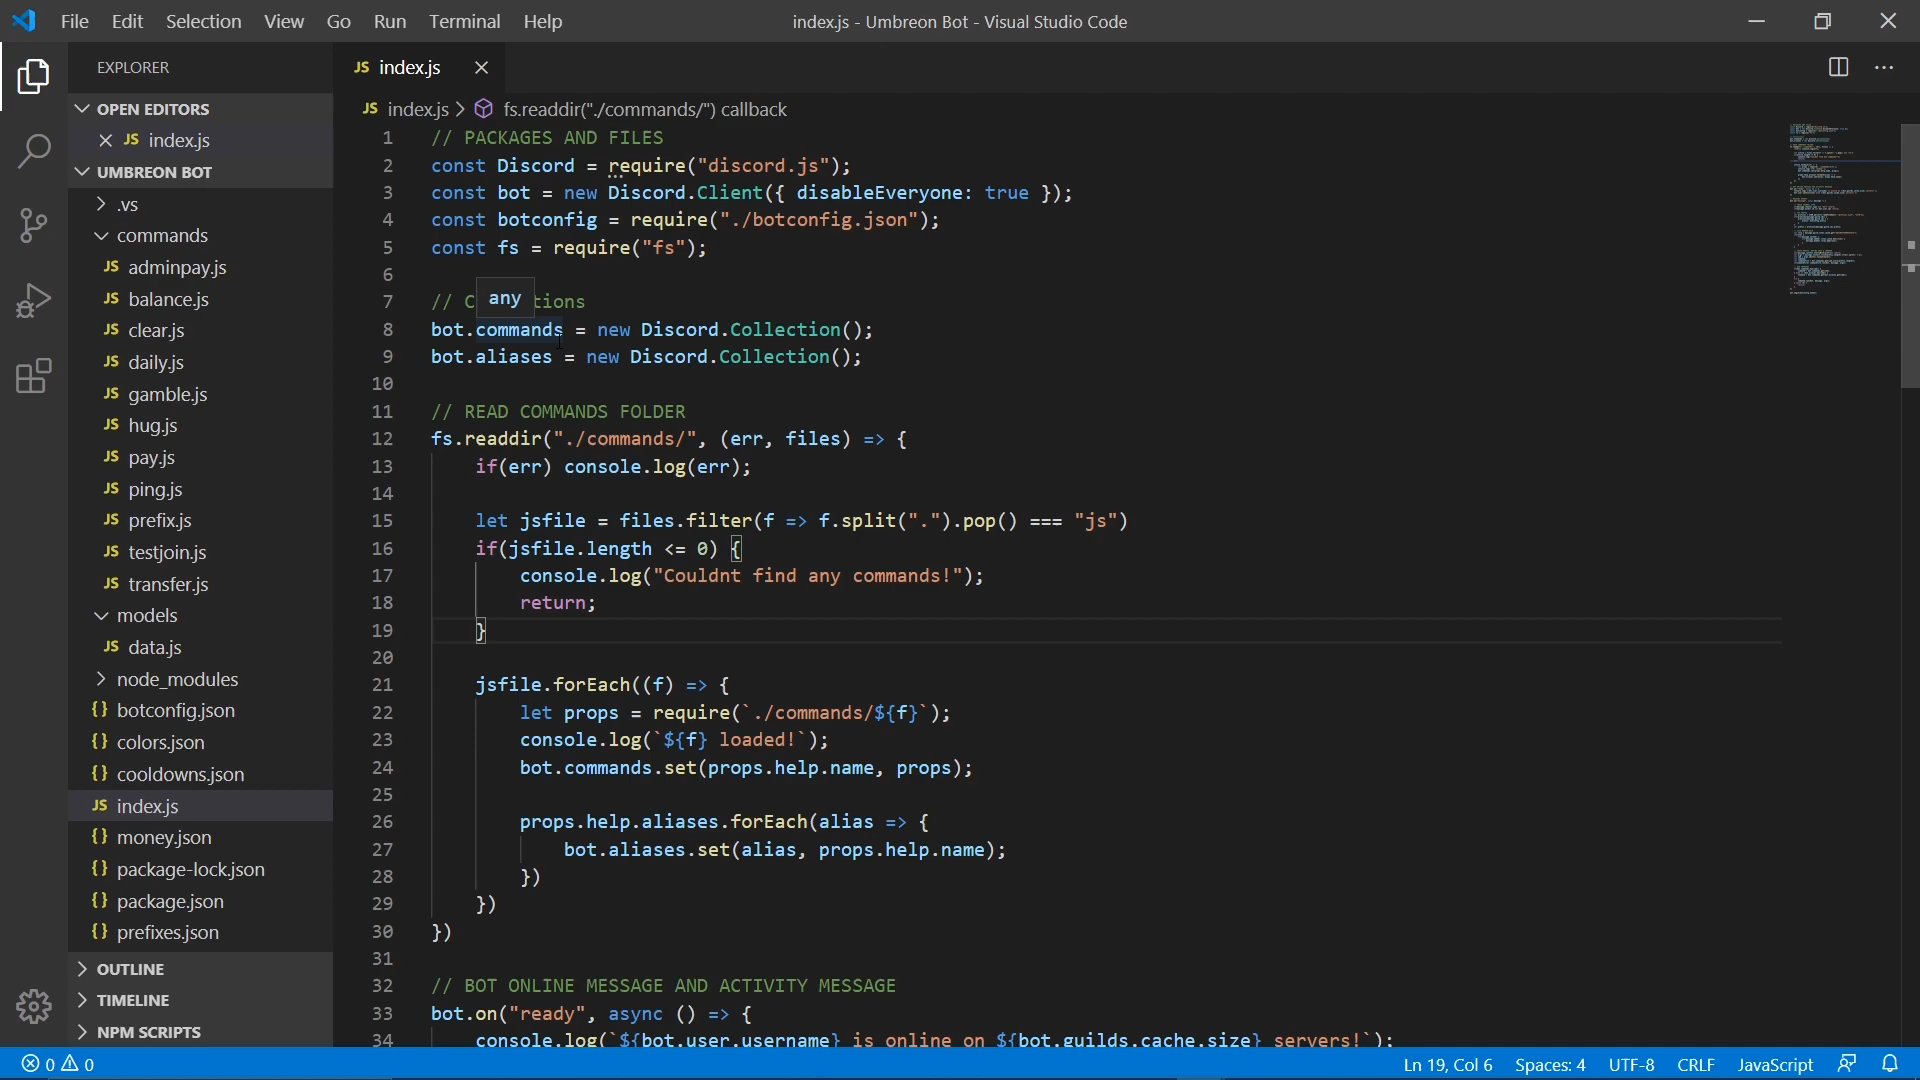 File Edit Selection View Go Run Terminal Help
index.js - Umbreon Bot - Visual Studio Code
EXPLORER
OPEN EDITORS
JS index.js
UMBREON BOT
.vs
commands
JS adminpay.js
JS balance.js
JS clear.js
JS daily.js
JS gamble.js
JS hug.js
JS pay.js
JS ping.js
JS prefix.js
JS testjoin.js
JS transfer.js
models
JS data.js
node_modules
{} botconfig.json
{} colors.json
{} cooldowns.json
JS index.js
{} money.json
{} package-lock.json
{} package.json
{} prefixes.json
OUTLINE
TIMELINE
NPM SCRIPTS
JS index.js
JS index.js > fs.readdir("./commands/") callback
1 // PACKAGES AND FILES
2 const Discord = require("discord.js");
3 const bot = new Discord.Client({ disableEveryone: true });
4 const botconfig = require("./botconfig.json");
5 const fs = require("fs");
6
any
7 // C tions
8 bot.commands = new Discord.Collection();
9 bot.aliases = new Discord.Collection();
10
11 // READ COMMANDS FOLDER
12 fs.readdir("./commands/", (err, files) => {
13 if(err) console.log(err);
14
15 let jsfile = files.filter(f => f.split(".").pop() === "js")
16 if(jsfile.length <= 0) {
17 console.log("Couldnt find any commands!");
18 return;
19 }
20
21 jsfile.forEach((f) => {
22 let props = require(`./commands/${f}`);
23 console.log(`${f} loaded!`);
24 bot.commands.set(props.help.name, props);
25
26 props.help.aliases.forEach(alias => {
27 bot.aliases.set(alias, props.help.name);
28 })
29 })
30 })
31
32 // BOT ONLINE MESSAGE AND ACTIVITY MESSAGE
33 bot.on("ready", async () => {
34 console.log(`${bot.user.username} is online on ${bot.guilds.cache.size} servers!`);
0 0
Ln 19, Col 6 Spaces: 4 UTF-8 CRLF JavaScript